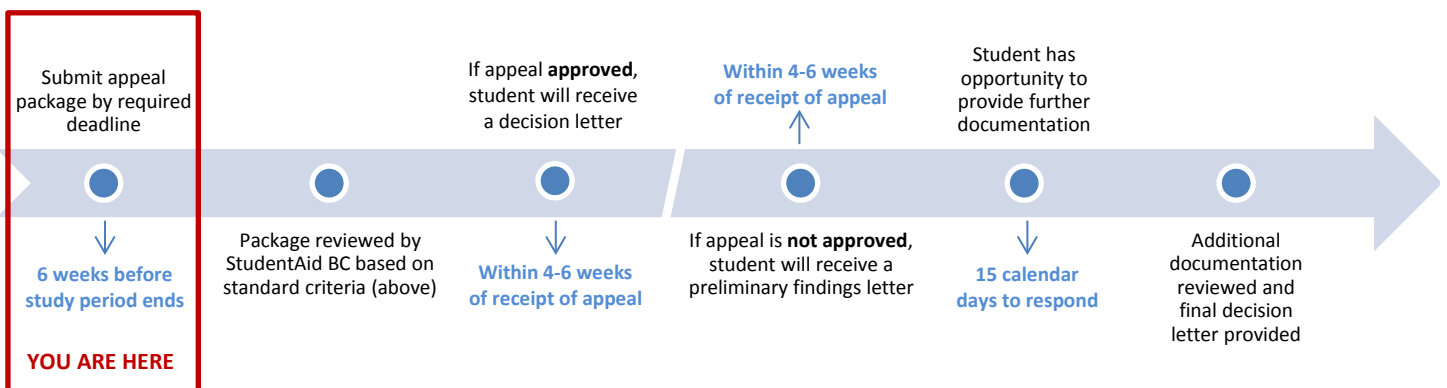 Submit appeal
package by required
deadline
6 weeks before
study period ends
YOU ARE HERE
Package reviewed by
StudentAid BC based on
standard criteria (above)
If appeal approved,
student will receive
a decision letter
Within 4-6 weeks
of receipt of appeal
Within 4-6 weeks
of receipt of appeal
If appeal is not approved,
student will receive a
preliminary findings letter
Student has
opportunity to
provide further
documentation
15 calendar
days to respond
Additional
documentation
reviewed and
final decision
letter provided